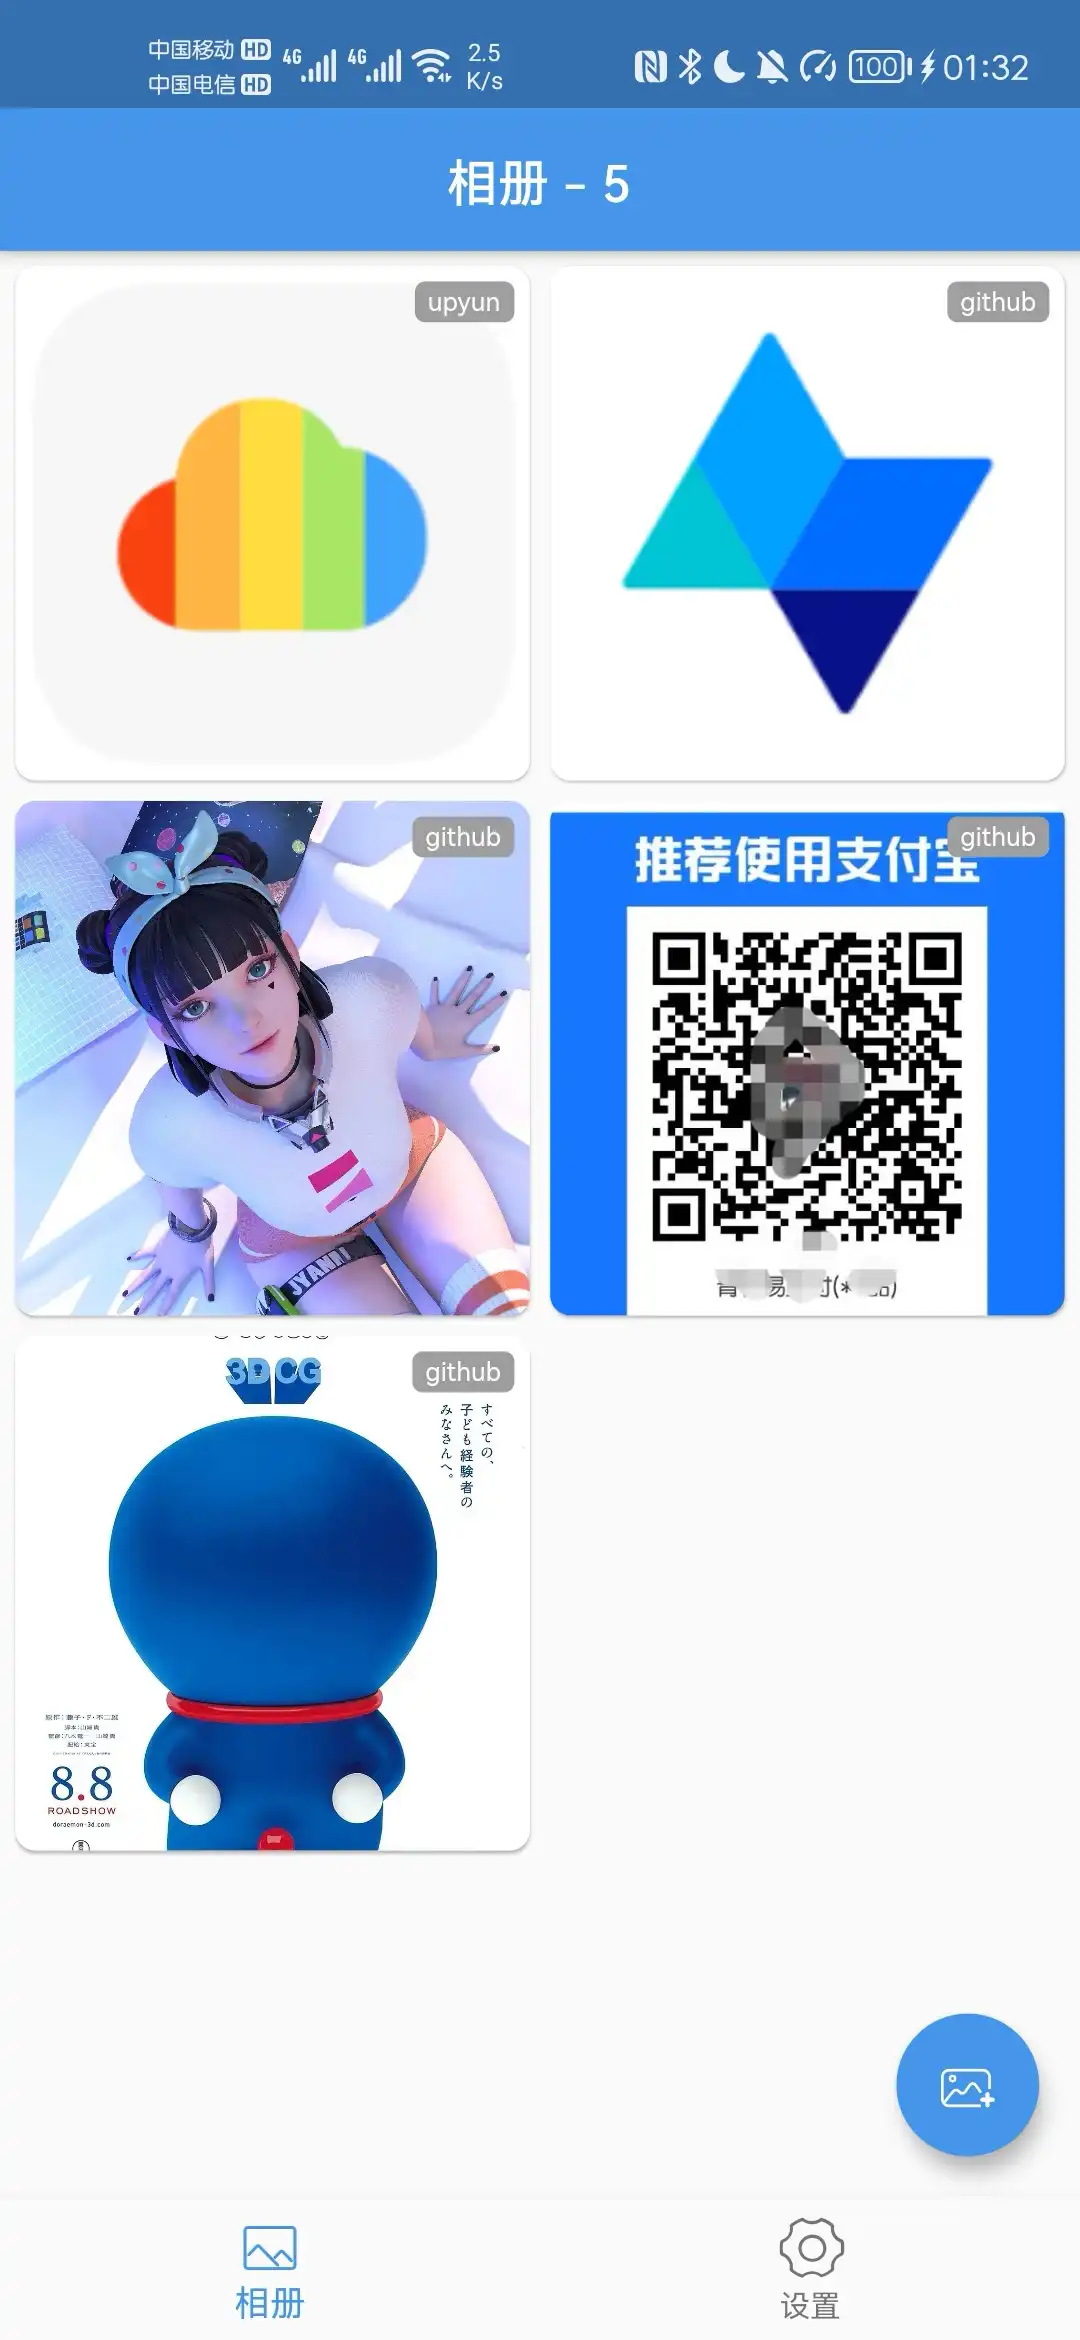 中国移动 HD
中国电信 HD
4G
4G
2.5
K/s
100
01:32
相册 - 5
upyun
github
github
JYANHI
github
推荐使用支付宝
github
3D CG
すべての、
子ども経験者の
みなさんへ。
8.8
ROADSHOW
doraemon-3d.com
相册
设置